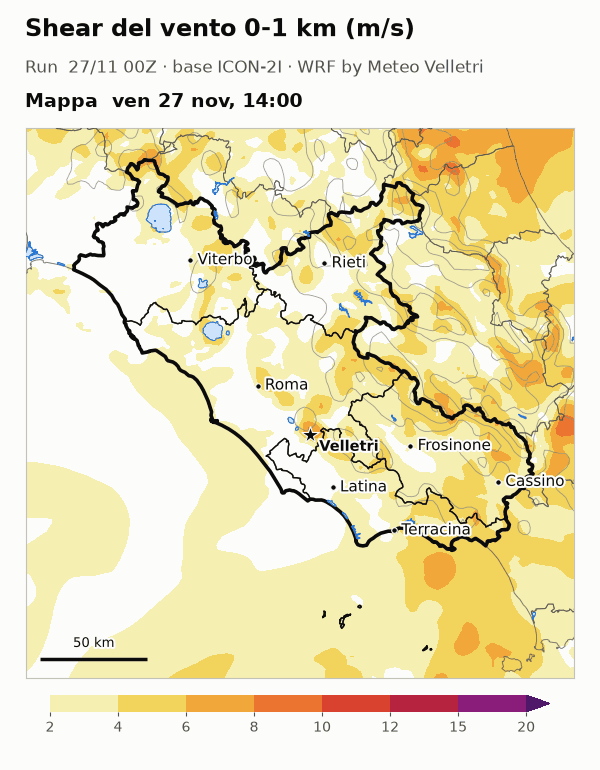 Shear del vento 0-1 km (m/s)
Run  27/11 00Z · base ICON-2I · WRF by Meteo Velletri
Mappa  ven 27 nov, 14:00
Viterbo
Rieti
Roma
Velletri
Frosinone
Cassino
Latina
Terracina
50 km
2 4 6 8 10 12 15 20